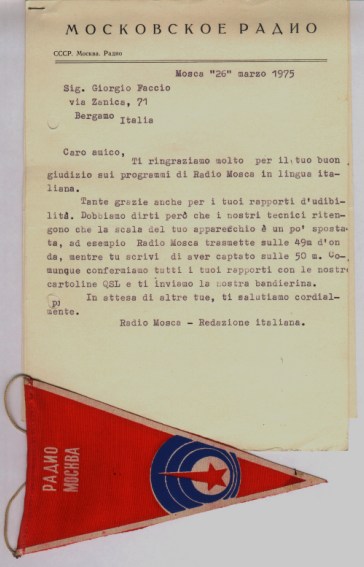 МОСКОВСКОЕ РАДИО
СССР. Москва. Радио
Mosca "26" marzo 1975
Sig. Giorgio Faccio
via Zanica, 71
Bergamo Italia
Caro amico,
Ti ringraziamo molto per il tuo buon
giudizio sui programmi di Radio Mosca in lingua ita-
liana.
Tante grazie anche per i tuoi rapporti d'udibi-
lità. Dobbiamo dirti però che i nostri tecnici riten-
gono che la scala del tuo apparecchio è un po' sposta-
ta, ad esempio Radio Mosca trasmette sulle 49m d'on
da, mentre tu scrivi di aver captato sulle 50 m. Co-
munque confermiamo tutti i tuoi rapporti con le nostre
cartoline QSL e ti inviamo la nostra bandierina.
In attesa di altre tue, ti salutiamo cordial-
mente.
Radio Mosca - Redazione italiana.
РАДИО
МОСКВА